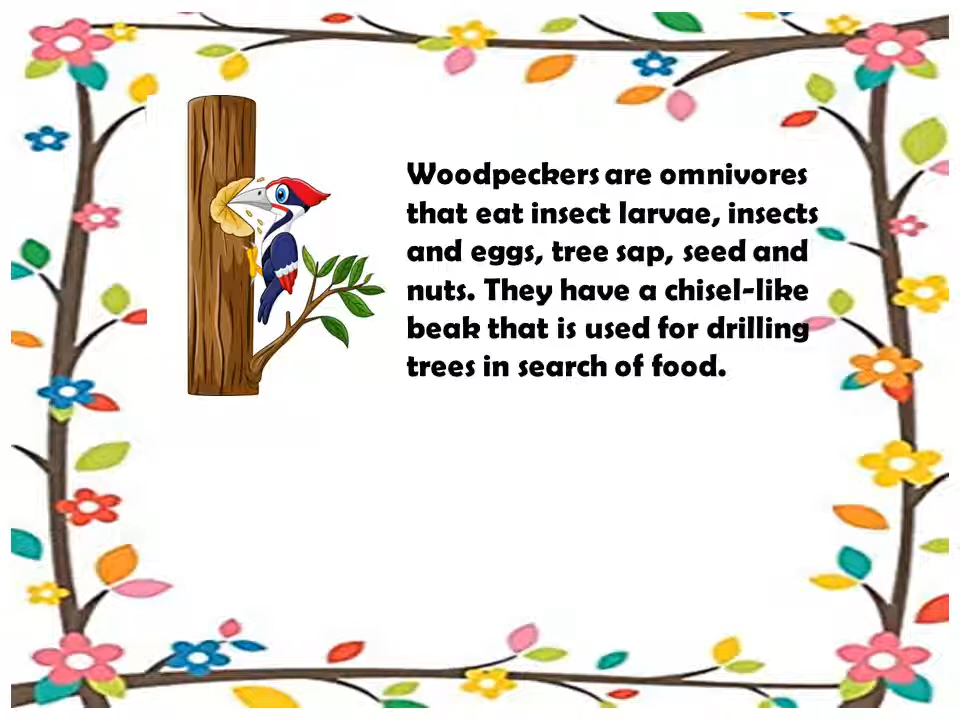 Woodpeckers are omnivores
that eat insect larvae, insects
and eggs, tree sap, seed and
nuts. They have a chisel-like
beak that is used for drilling
trees in search of food.